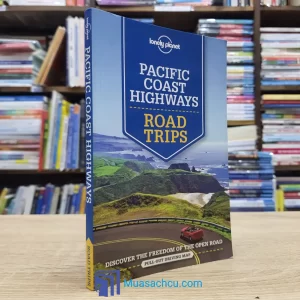 lonely planet
PACIFIC
COAST
HIGHWAYS
ROAD
TRIPS
DISCOVER THE FREEDOM OF THE OPEN ROAD
PULL-OUT DRIVING MAP
PACIFIC COAST HIGHWAYS
ROAD TRIPS
Muasachcu.com